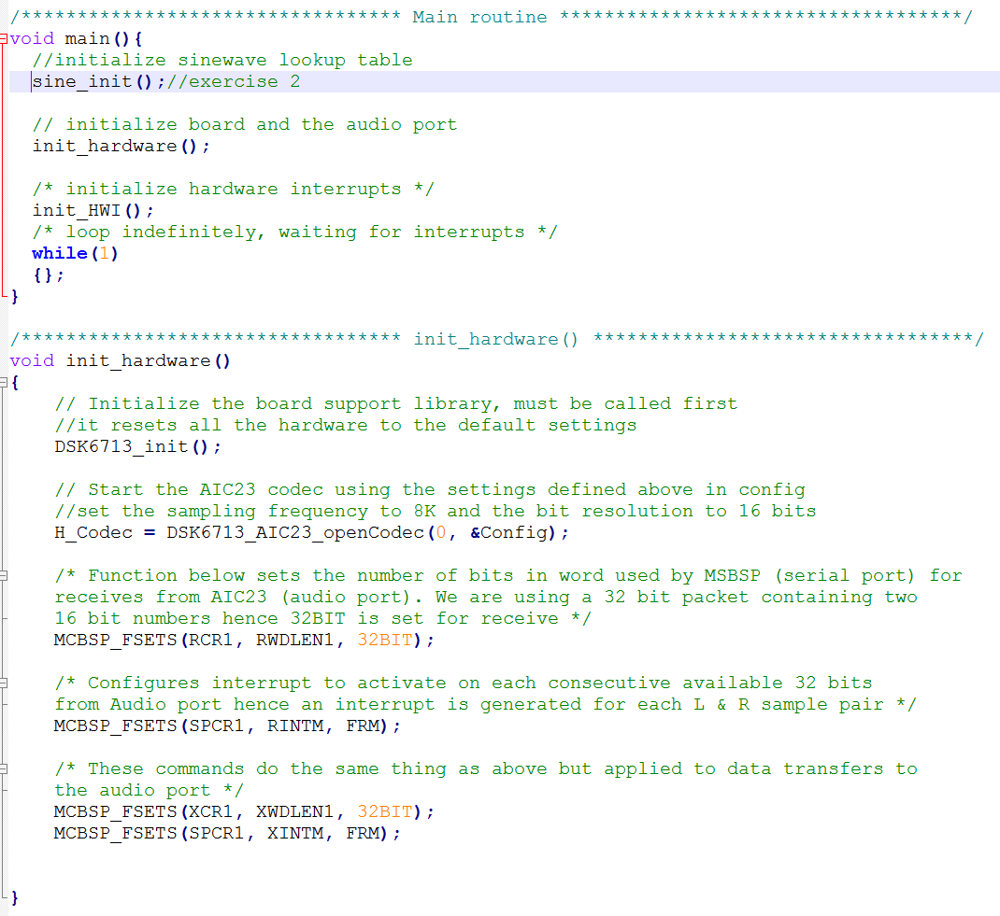 /********************************** Main routine ************************************/
void main(){
//initialize sinewave lookup table
sine_init();//exercise 2
// initialize board and the audio port
init_hardware();
/* initialize hardware interrupts */
init_HWI();
/* loop indefinitely, waiting for interrupts */
while(1)
{};
}
/********************************** init_hardware() **********************************/
void init_hardware()
{
// Initialize the board support library, must be called first
//it resets all the hardware to the default settings
DSK6713_init();
// Start the AIC23 codec using the settings defined above in config
//set the sampling frequency to 8K and the bit resolution to 16 bits
H_Codec = DSK6713_AIC23_openCodec(0, &Config);
/* Function below sets the number of bits in word used by MSBSP (serial port) for
receives from AIC23 (audio port). We are using a 32 bit packet containing two
16 bit numbers hence 32BIT is set for receive */
MCBSP_FSETS(RCR1, RWDLEN1, 32BIT);
/* Configures interrupt to activate on each consecutive available 32 bits
from Audio port hence an interrupt is generated for each L & R sample pair */
MCBSP_FSETS(SPCR1, RINTM, FRM);
/* These commands do the same thing as above but applied to data transfers to
the audio port */
MCBSP_FSETS(XCR1, XWDLEN1, 32BIT);
MCBSP_FSETS(SPCR1, XINTM, FRM);
}